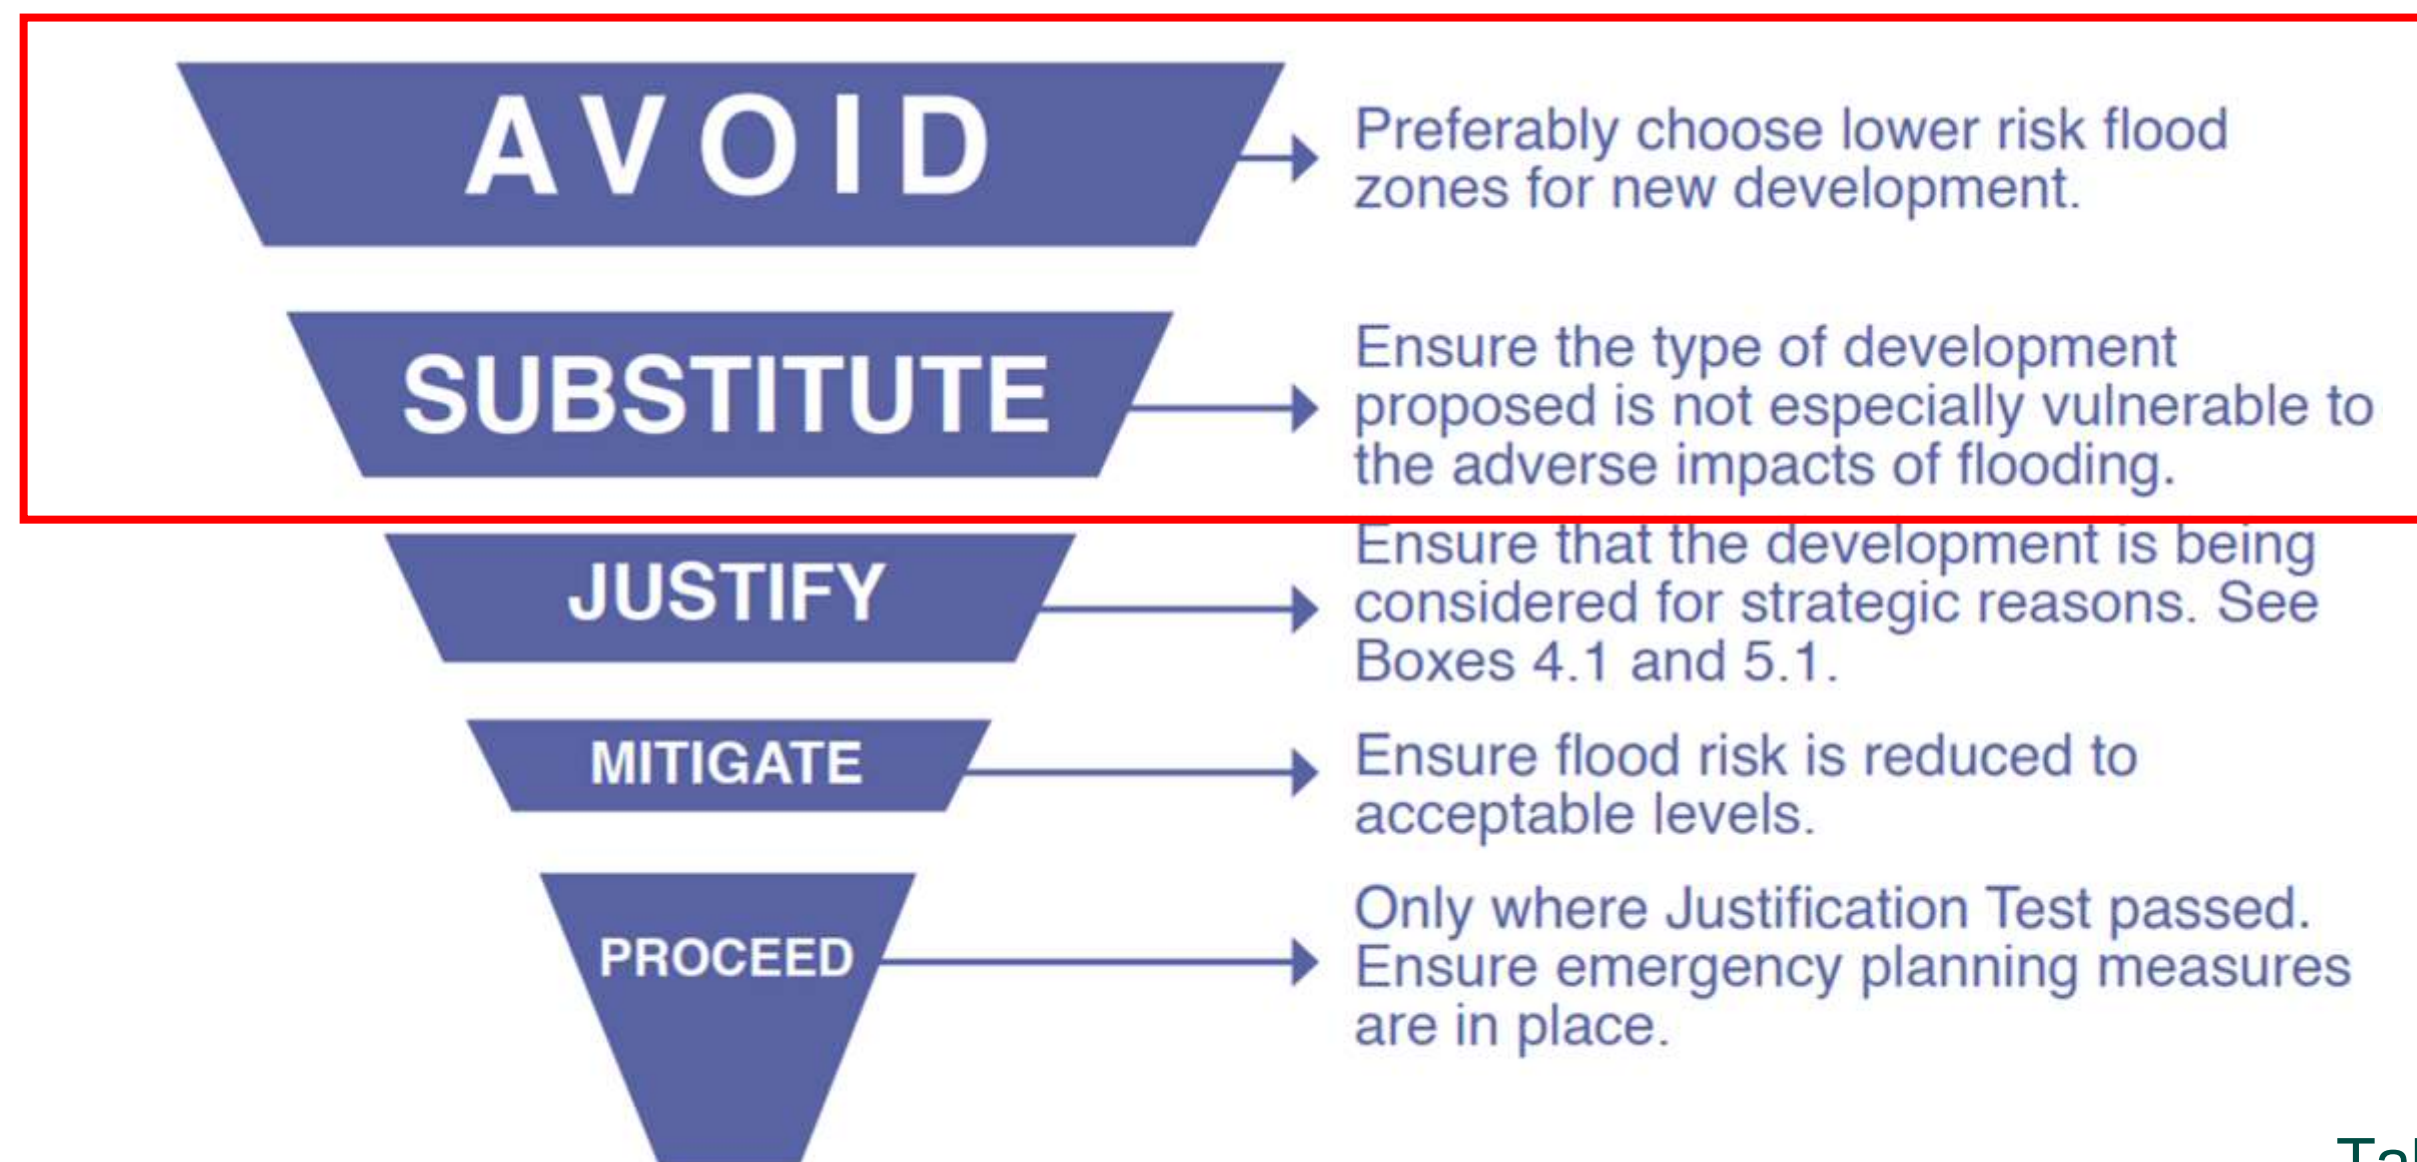 AVOID
Preferably choose lower risk flood
zones for new development.
SUBSTITUTE
Ensure the type of development
proposed is not especially vulnerable to
the adverse impacts of flooding.
JUSTIFY
Ensure that the development is being
considered for strategic reasons. See
Boxes 4.1 and 5.1.
MITIGATE
Ensure flood risk is reduced to
acceptable levels.
PROCEED
Only where Justification Test passed.
Ensure emergency planning measures
are in place.